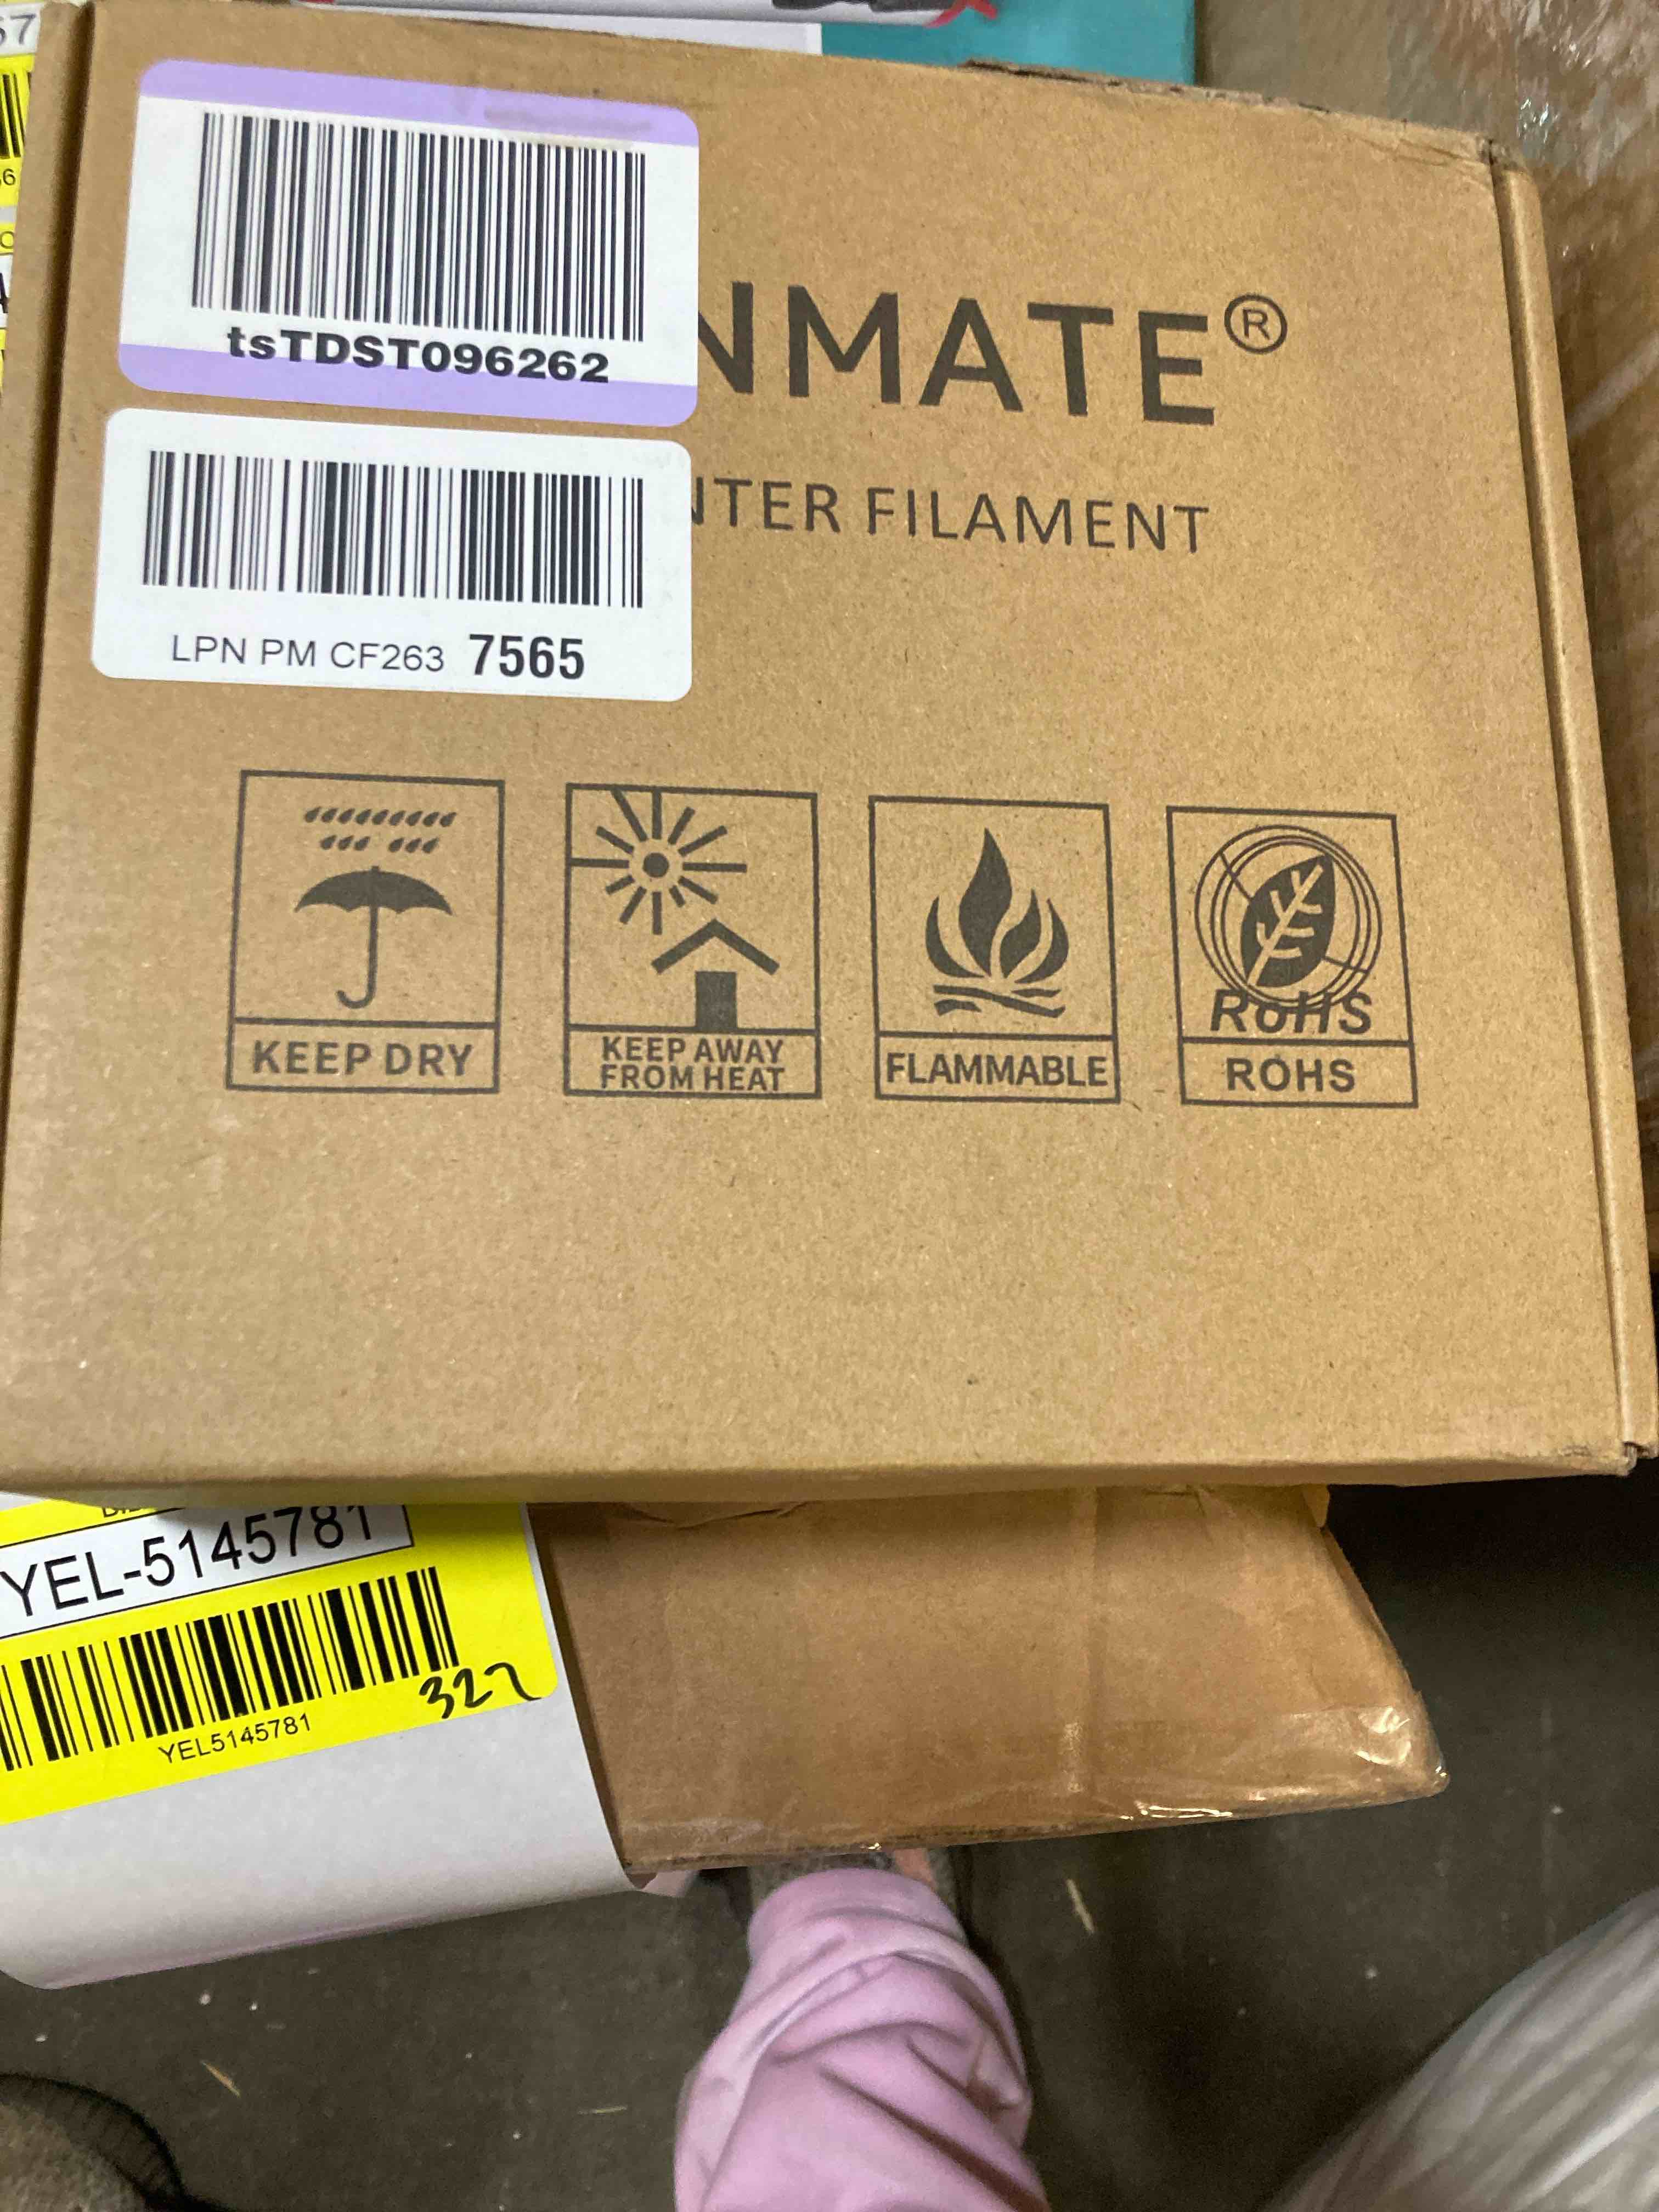 tsTDST096262
NMATE®
NTER FILAMENT
LPN PM CF263 7565
RoHS
KEEP DRY
KEEP AWAY
FROM HEAT
FLAMMABLE
ROHS
YEL-5145781
327
YEL5145781